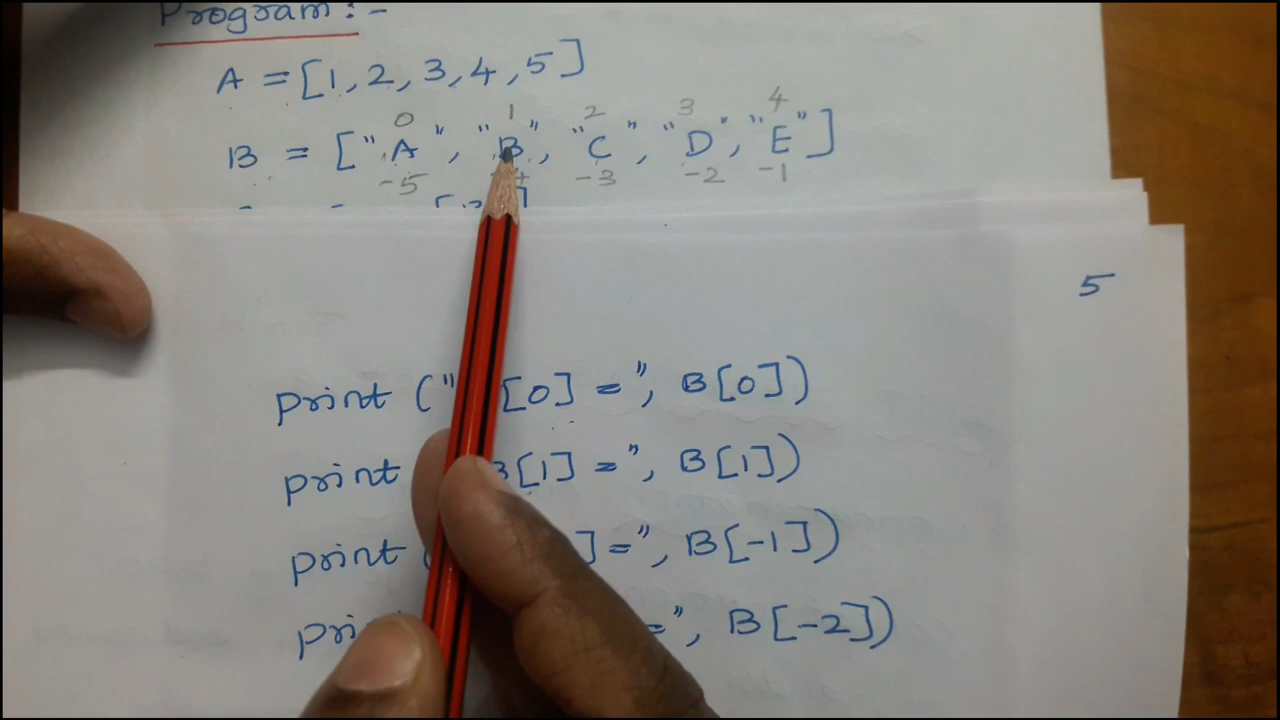 Program:-
A = [1, 2, 3, 4, 5]
0 1 2 3 4
B = ["A", "B", "C", "D", "E"]
-5 -3 -2 -1
5
print (" [0] =", B[0])
print B[1] =", B[1])
print ( ] =", B[-1])
=", B[-2])